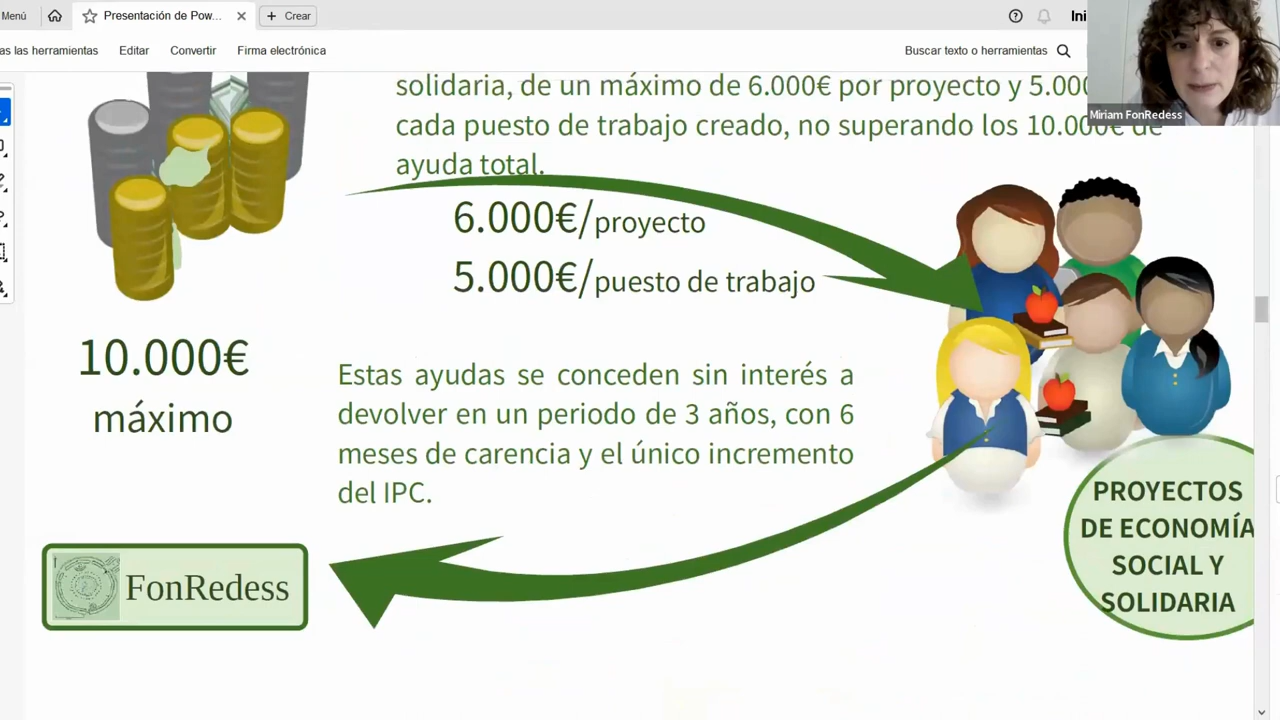 Menú
Presentación de Pow...
Crear
Ini
as las herramientas
Editar
Convertir
Firma electrónica
Buscar texto o herramientas
Miriam FonRedess
solidaria, de un máximo de 6.000€ por proyecto y 5.000
cada puesto de trabajo creado, no superando los 10.000€ de
ayuda total.
6.000€/proyecto
5.000€/puesto de trabajo
10.000€
máximo
Estas ayudas se conceden sin interés a
devolver en un periodo de 3 años, con 6
meses de carencia y el único incremento
del IPC.
FonRedess
PROYECTOS
DE ECONOMÍA
SOCIAL Y
SOLIDARIA